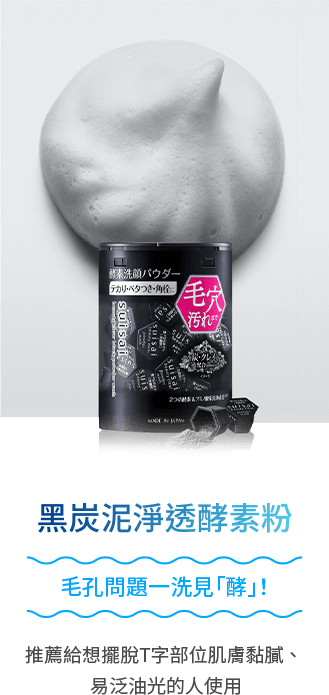 酵素洗顔パウダー
テカリ・ベタつき・角栓に
毛穴
汚れまで
suisai
MADE IN JAPAN
黑炭泥淨透酵素粉
毛孔問題一洗見「酵」!
推薦給想擺脫T字部位肌膚黏膩、
易泛油光的人使用